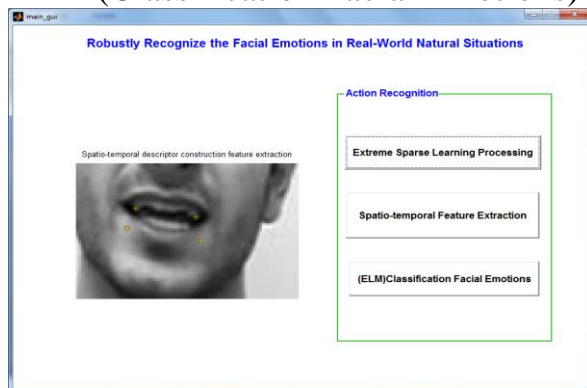 main_gui
Robustly Recognize the Facial Emotions in Real-World Natural Situations
Action Recognition
Spatio-temporal descriptor construction feature extraction
Extreme Sparse Learning Processing
Spatio-temporal Feature Extraction
(ELM)Classification Facial Emotions